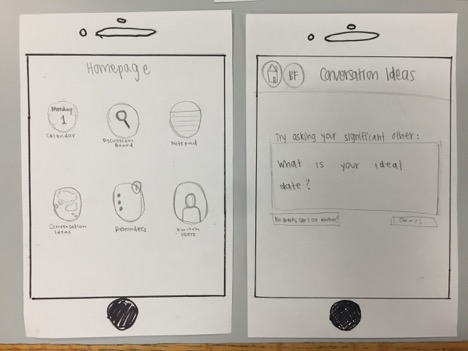 Homepage
Monday
1
Calendar
Discussion
Board
Notepad
Conversation
Ideas
Reminders
Switch
Users
BF
Conversation Ideas
Try asking your significant other:
What is your ideal
date?
No thanks, can I see another?